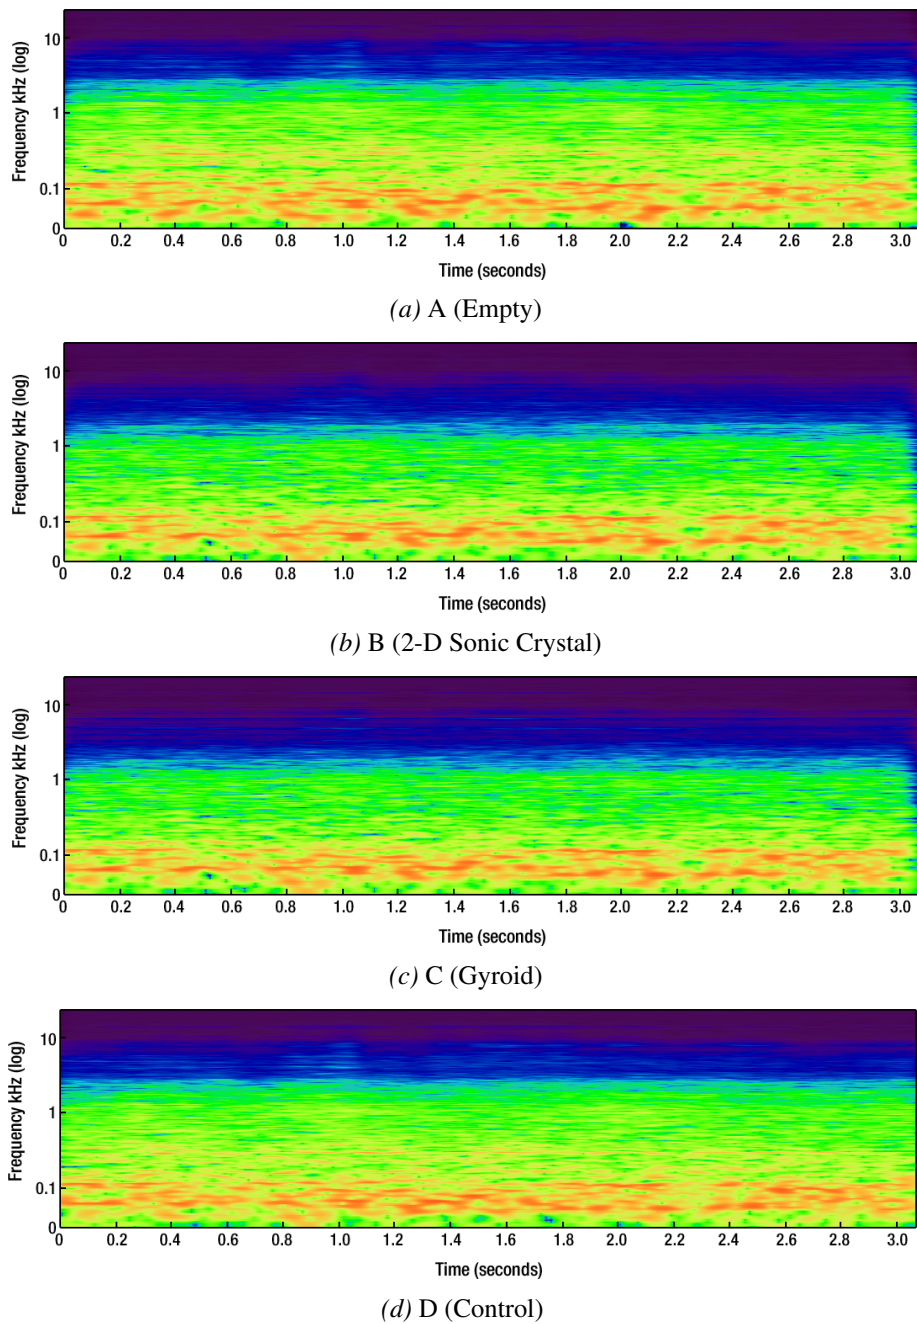 Frequency kHz (log)
10
1
0.1
0
0 0.2 0.4 0.6 0.8 1.0 1.2 1.4 1.6 1.8 2.0 2.2 2.4 2.6 2.8 3.0
Time (seconds)
(a) A (Empty)
Frequency kHz (log)
10
1
0.1
0
0 0.2 0.4 0.6 0.8 1.0 1.2 1.4 1.6 1.8 2.0 2.2 2.4 2.6 2.8 3.0
Time (seconds)
(b) B (2-D Sonic Crystal)
Frequency kHz (log)
10
1
0.1
0
0 0.2 0.4 0.6 0.8 1.0 1.2 1.4 1.6 1.8 2.0 2.2 2.4 2.6 2.8 3.0
Time (seconds)
(c) C (Gyroid)
Frequency kHz (log)
10
1
0.1
0
0 0.2 0.4 0.6 0.8 1.0 1.2 1.4 1.6 1.8 2.0 2.2 2.4 2.6 2.8 3.0
Time (seconds)
(d) D (Control)